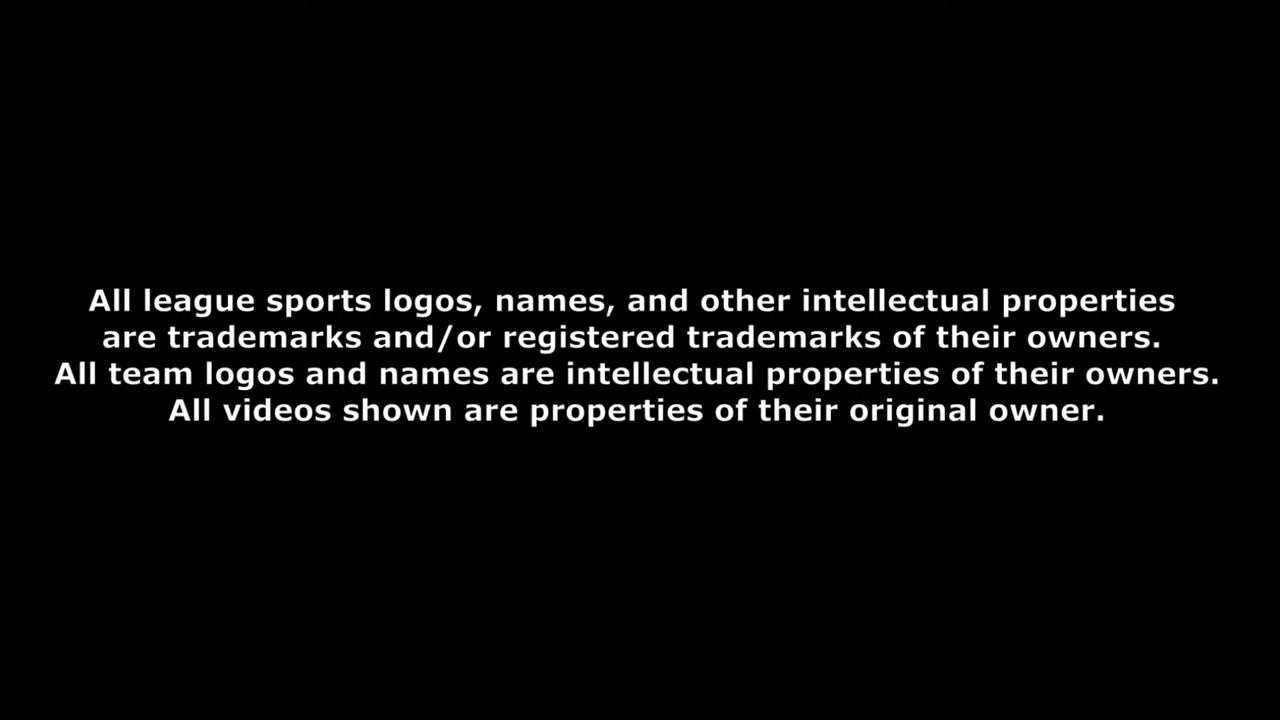 All league sports logos, names, and other intellectual properties
are trademarks and/or registered trademarks of their owners.
All team logos and names are intellectual properties of their owners.
All videos shown are properties of their original owner.